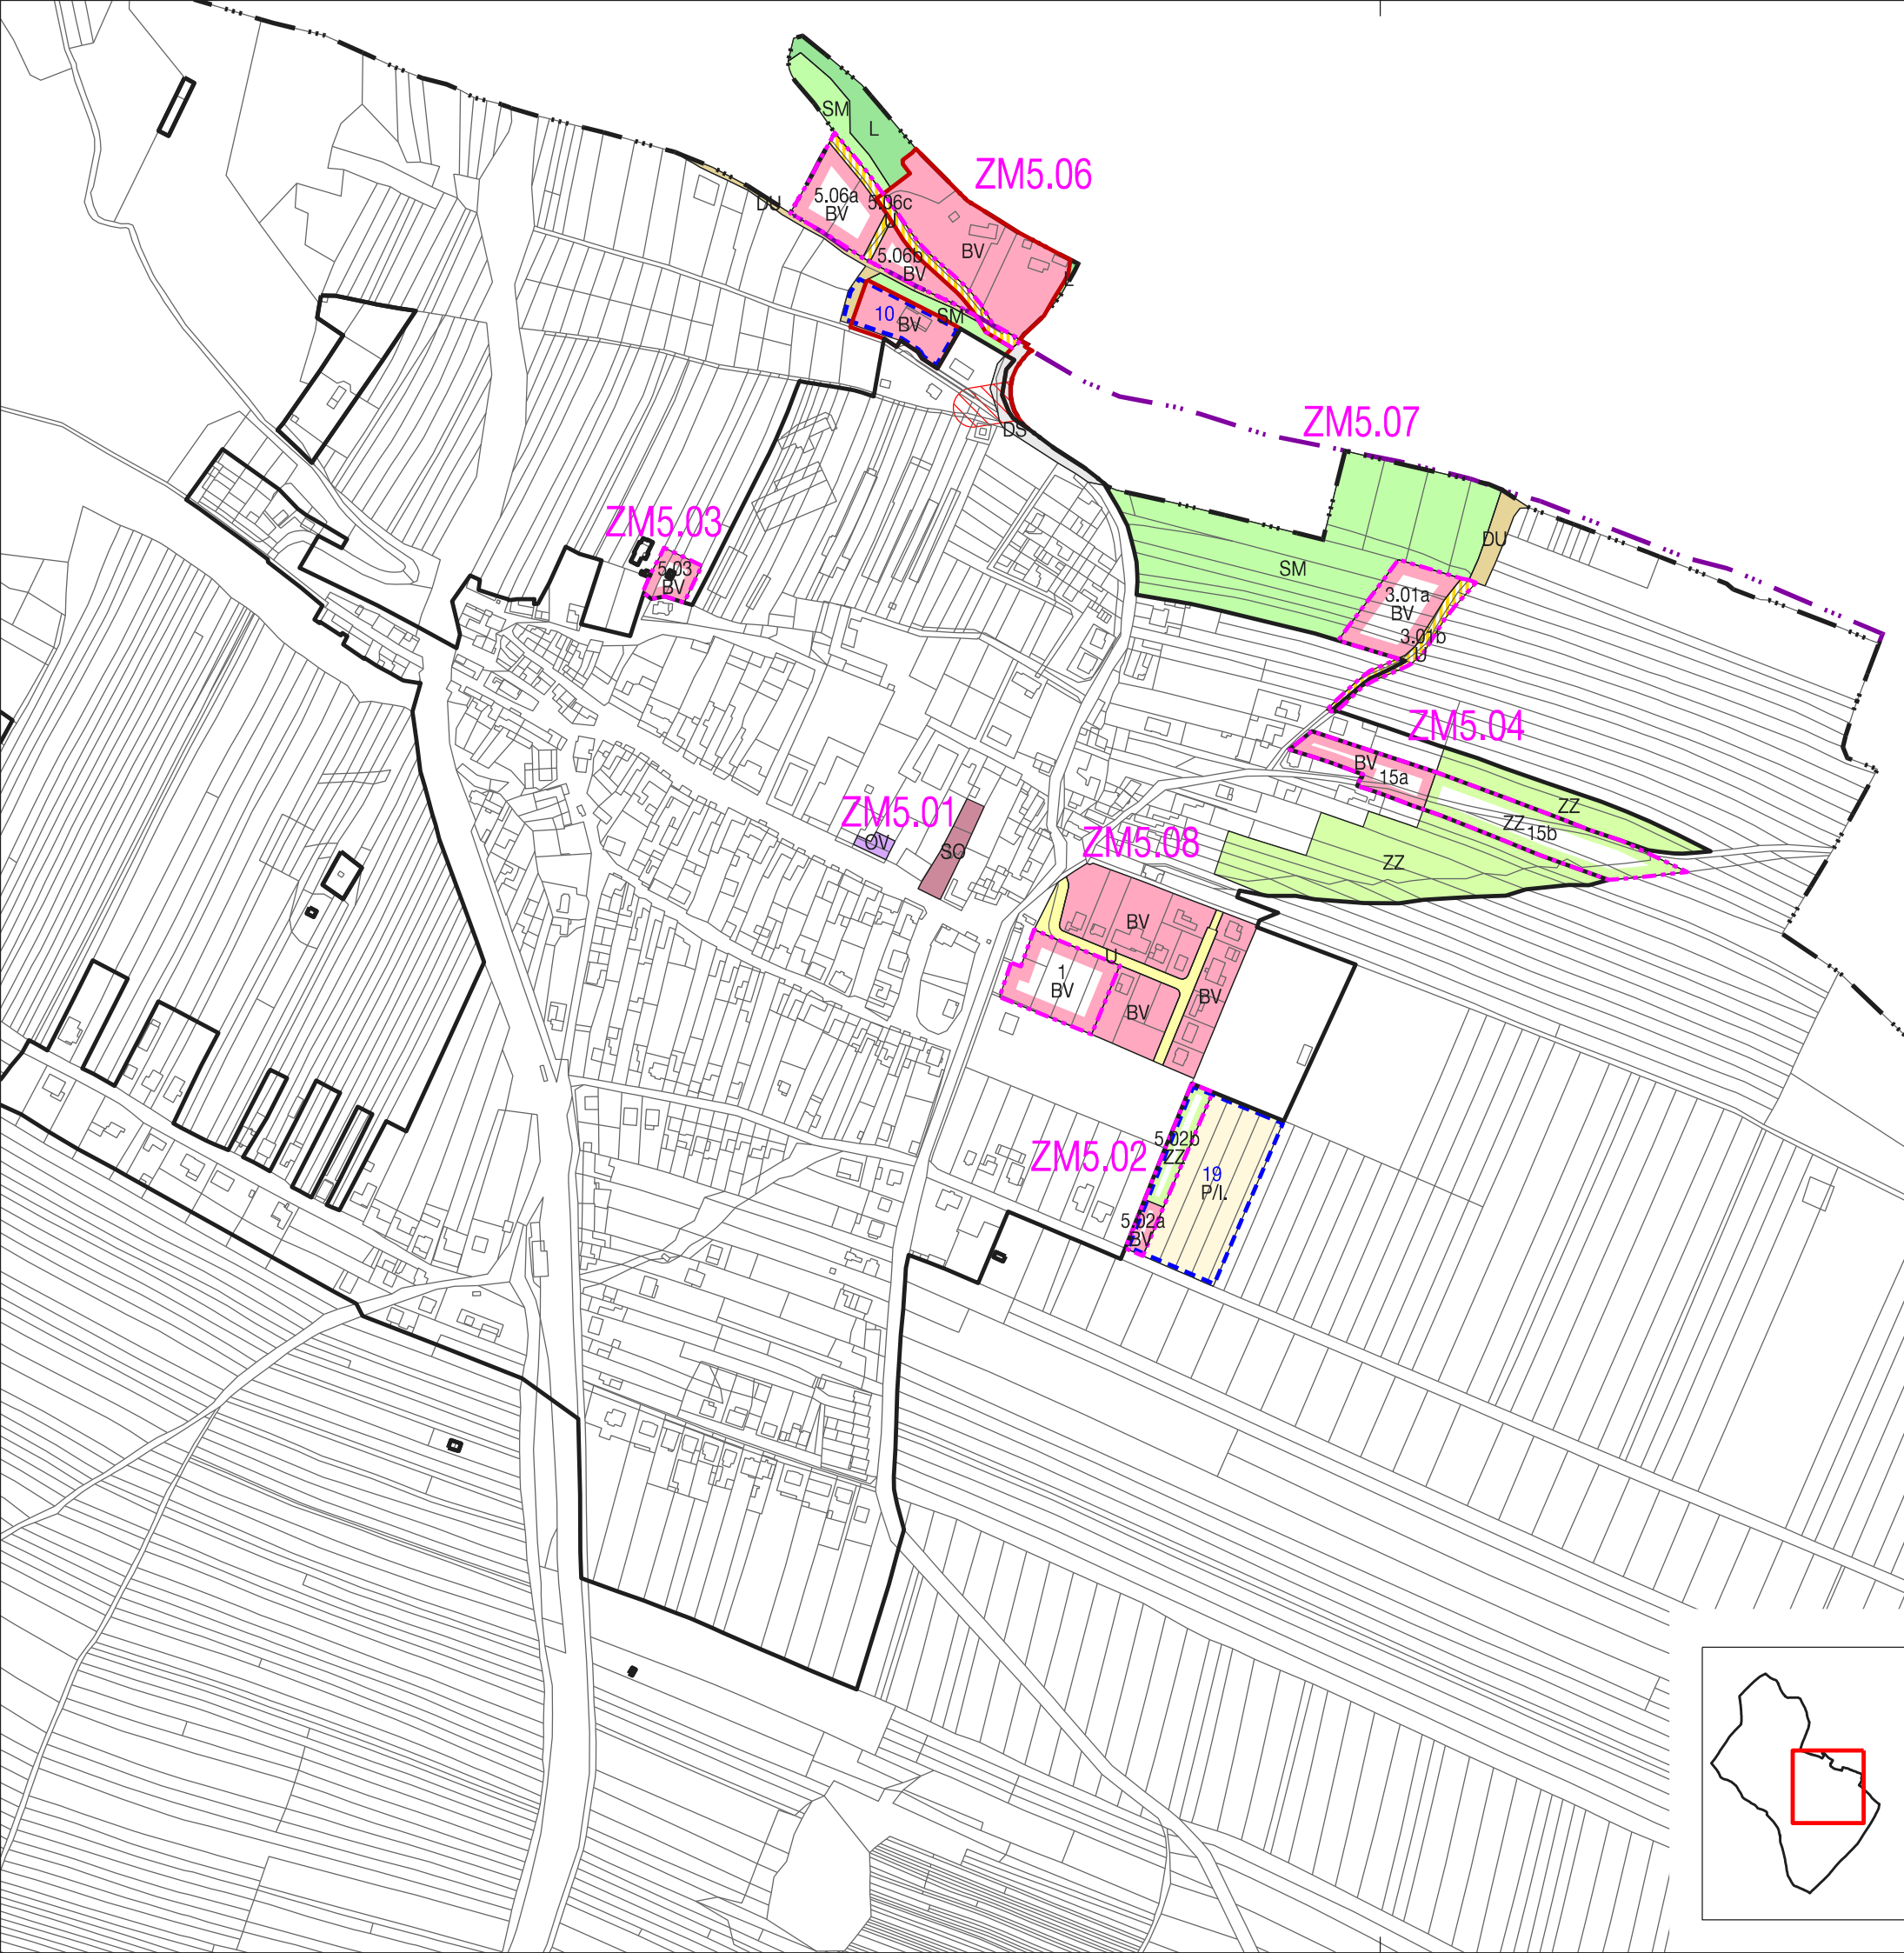 SM
L
ZM5.06
5.06a
BV
DU
5.06c
U
BV
5.06b
BV
SM
10
BV
DS
ZM5.07
ZM5.03
5.03
BV
DU
SM
3.01a
BV
3.01b
U
ZM5.04
BV
15a
ZZ
ZZ
15b
ZZ
ZM5.01
OV
SO
ZM5.08
BV
U
1
BV
BV
BV
ZM5.02
5.02b
ZZ
19
P/I.
5.02a
BV